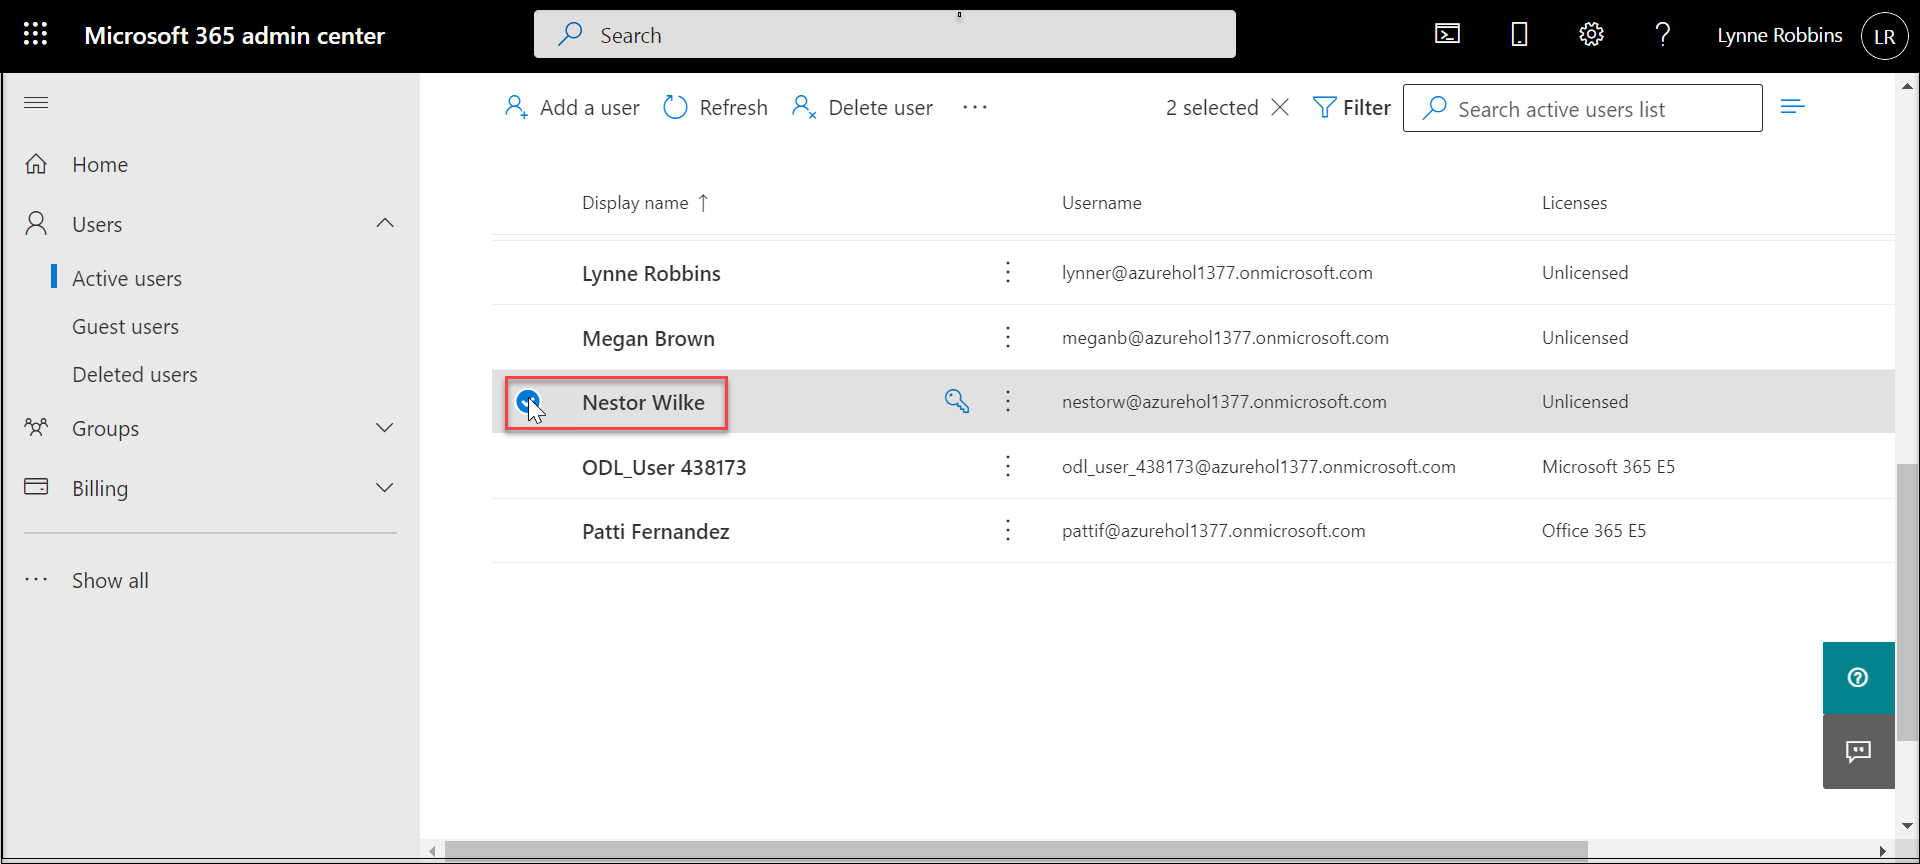 Microsoft 365 admin center
Search
Lynne Robbins
LR
Add a user
Refresh
Delete user
2 selected
Filter
Search active users list
Home
Users
Active users
Guest users
Deleted users
Groups
Billing
Show all
Display name ↑ Username Licenses
Lynne Robbins lynner@azurehol1377.onmicrosoft.com Unlicensed
Megan Brown meganb@azurehol1377.onmicrosoft.com Unlicensed
Nestor Wilke nestorw@azurehol1377.onmicrosoft.com Unlicensed
ODL_User 438173 odl_user_438173@azurehol1377.onmicrosoft.com Microsoft 365 E5
Patti Fernandez pattif@azurehol1377.onmicrosoft.com Office 365 E5